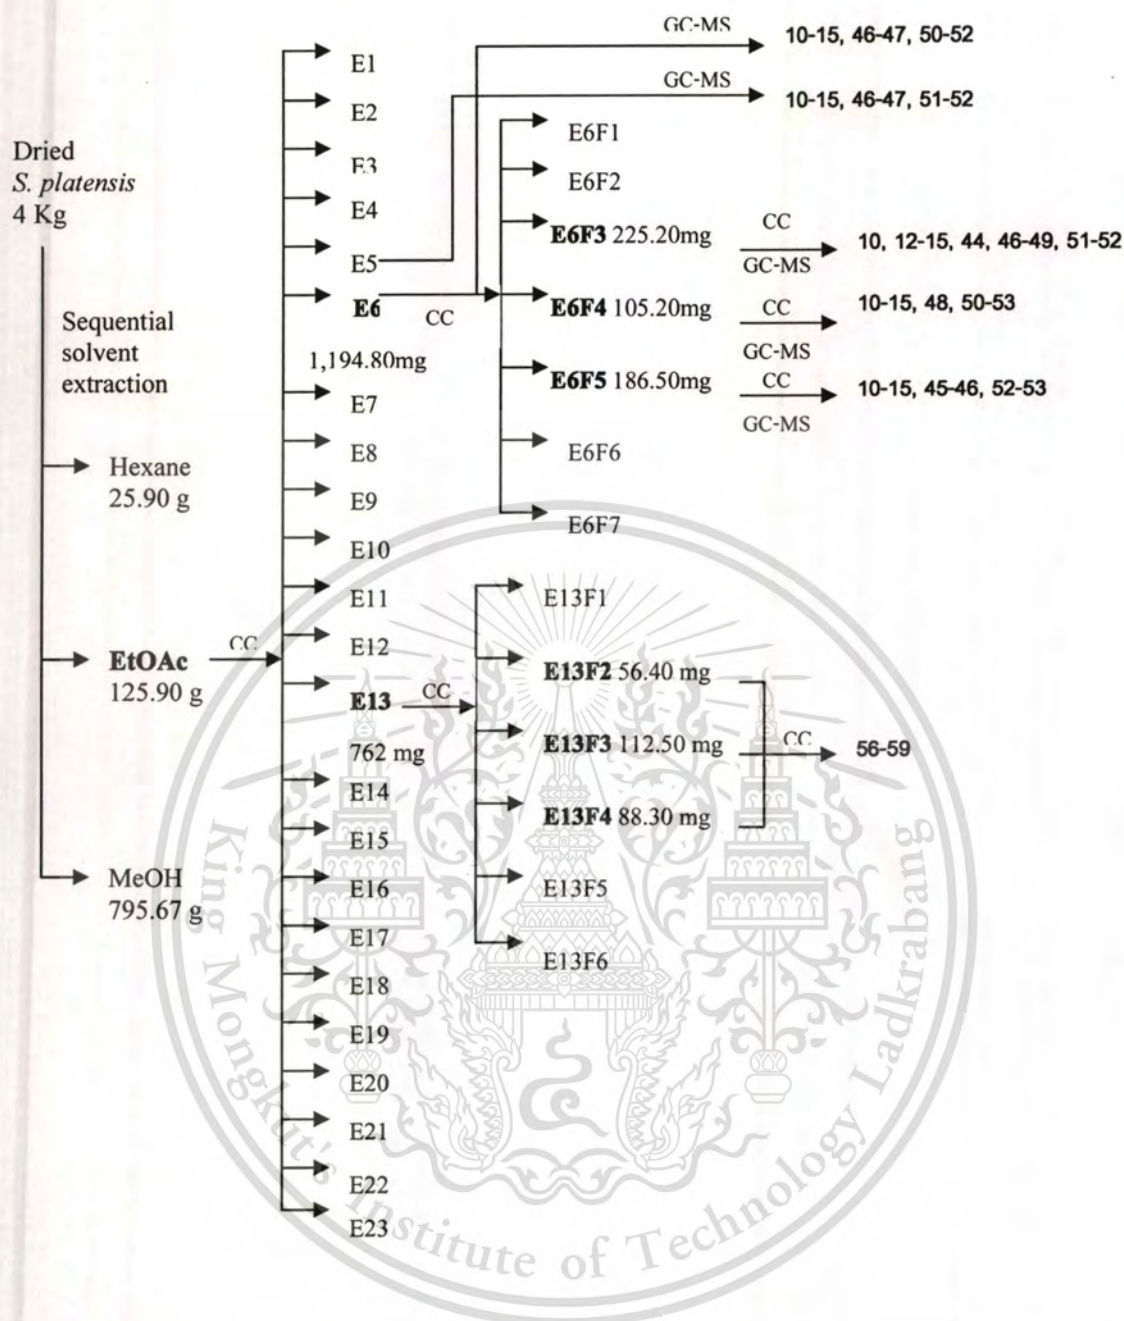 Dried
S. platensis
4 Kg
Sequential
solvent
extraction
Hexane
25.90 g
EtOAc
125.90 g
MeOH
795.67 g
CC
E1
E2
E3
E4
E5
E6
1,194.80mg
E7
E8
E9
E10
E11
E12
E13
762 mg
E14
E15
E16
E17
E18
E19
E20
E21
E22
E23
GC-MS 10-15, 46-47, 50-52
GC-MS 10-15, 46-47, 51-52
CC
E6F1
E6F2
E6F3 225.20mg CC GC-MS 10, 12-15, 44, 46-49, 51-52
E6F4 105.20mg CC GC-MS 10-15, 48, 50-53
E6F5 186.50mg CC GC-MS 10-15, 45-46, 52-53
E6F6
E6F7
CC
E13F1
E13F2 56.40 mg
E13F3 112.50 mg CC 56-59
E13F4 88.30 mg
E13F5
E13F6
King Mongkut's Institute of Technology Ladkrabang